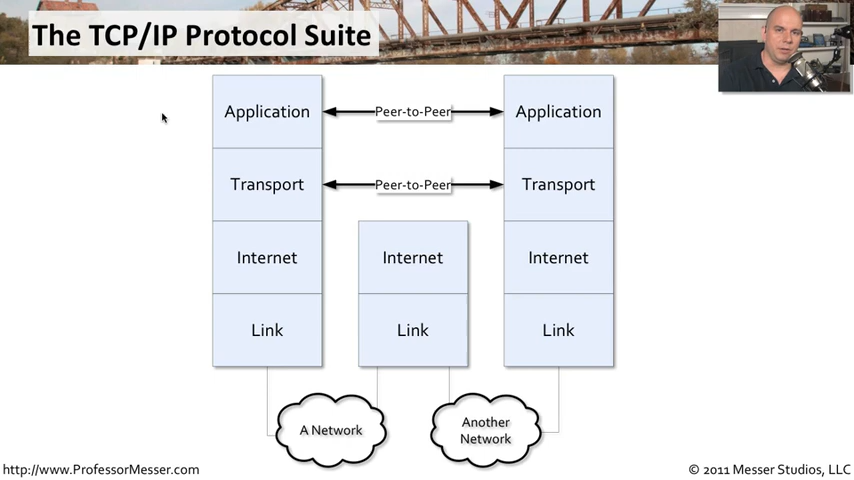 The TCP/IP Protocol Suite
Application
Peer-to-Peer
Application
Transport
Peer-to-Peer
Transport
Internet
Internet
Internet
Link
Link
Link
A Network
Another
Network
http://www.ProfessorMesser.com
© 2011 Messer Studios, LLC